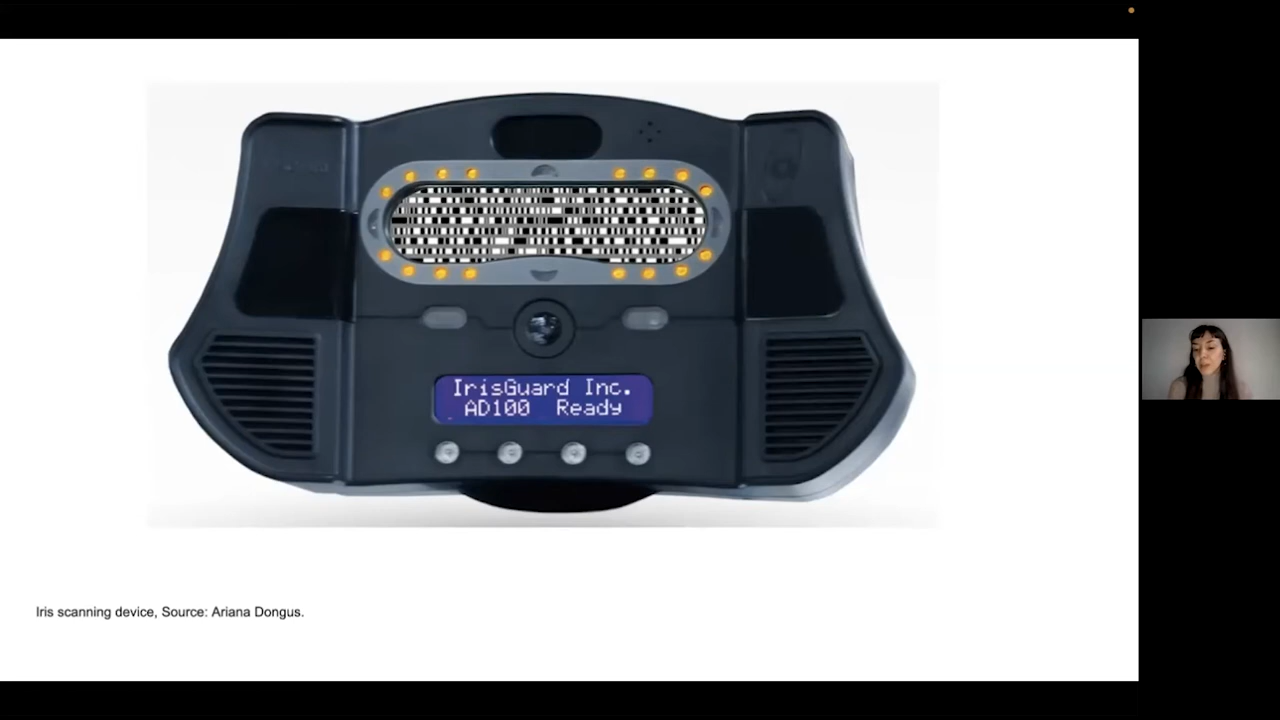 IrisGuard Inc.
AD100 Ready
Iris scanning device, Source: Ariana Dongus.